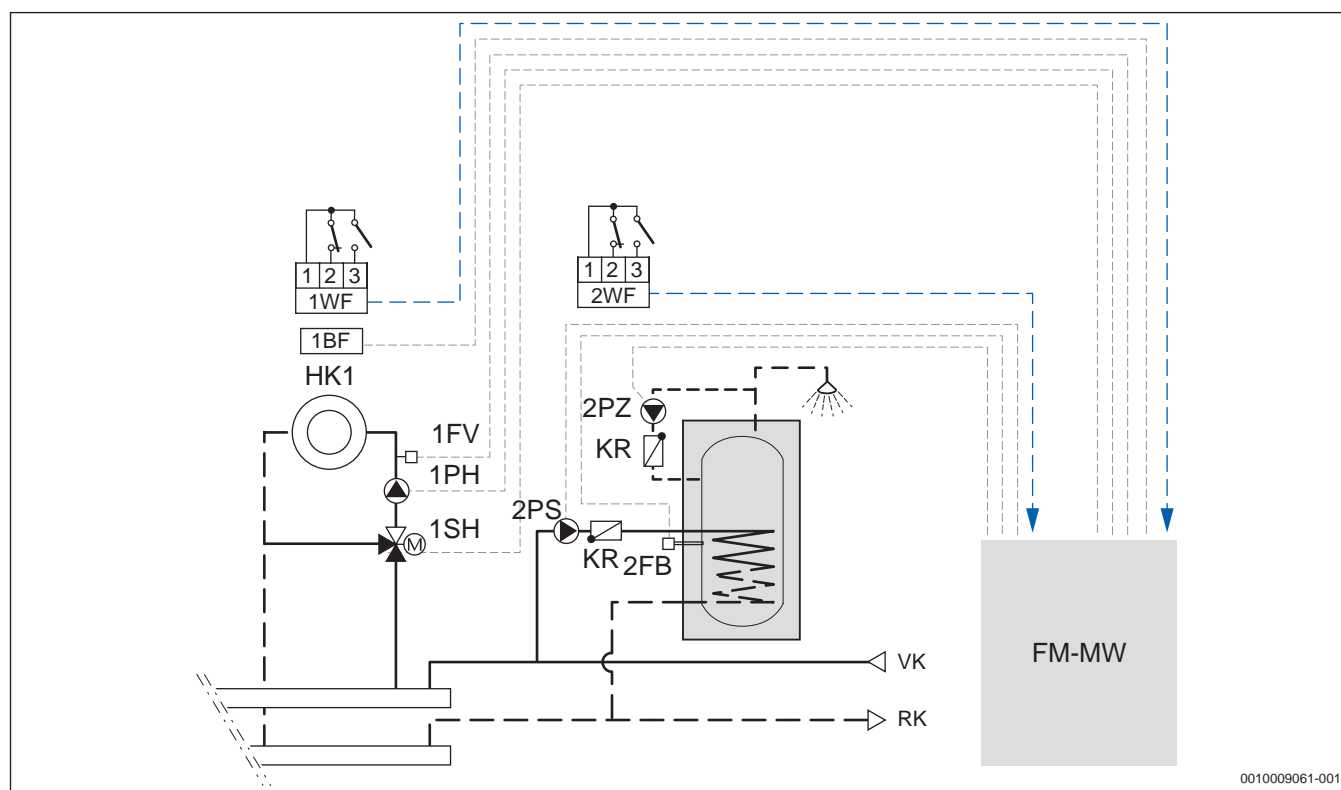 1 2 3
1WF
1 2 3
2WF
1BF
HK1
2PZ
1FV
KR
1PH
2PS
1SH
M
KR
2FB
FM-MW
VK
RK
0010009061-001